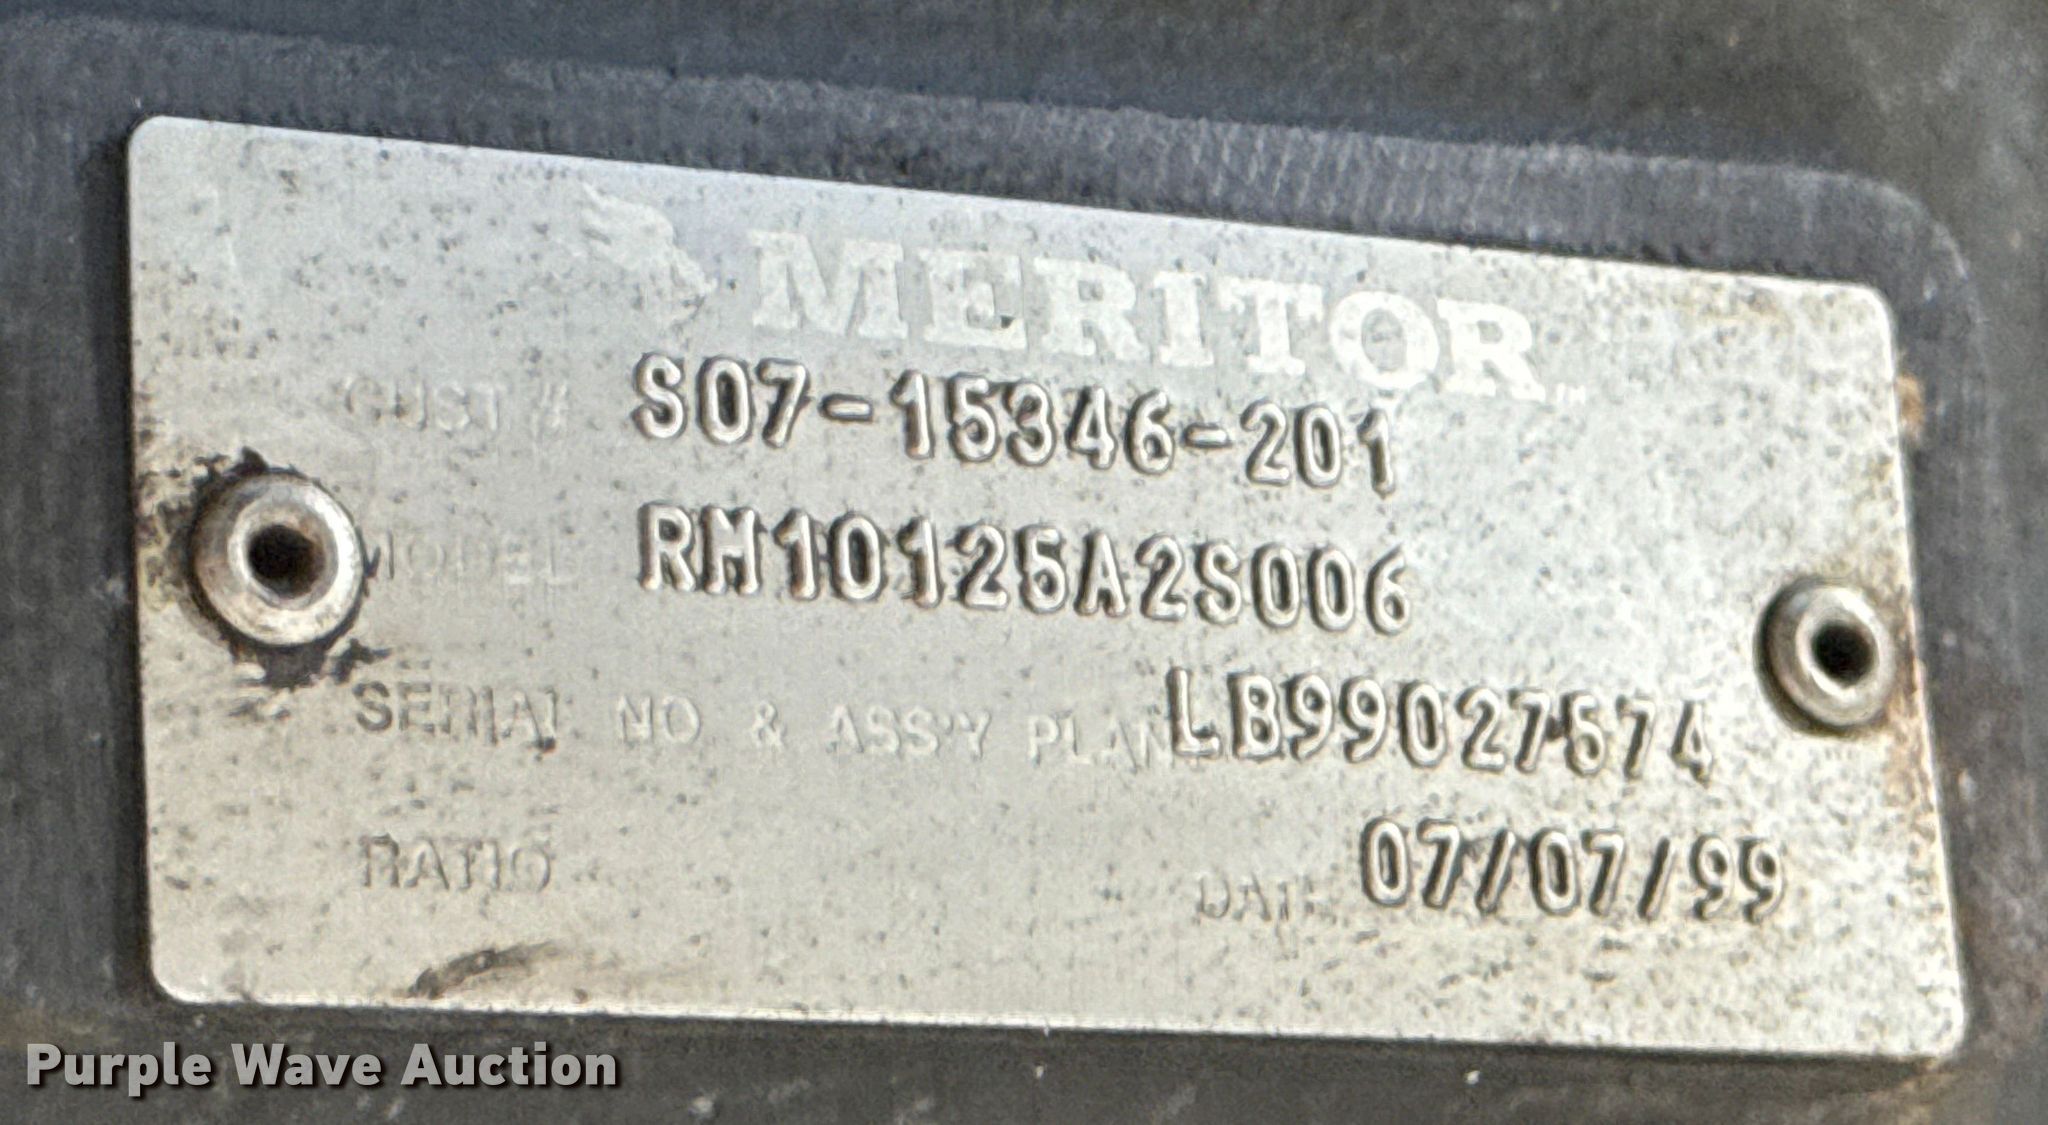 MERITOR
CUST # S07-15346-201
MODEL RM10125A2S006
SERIAL NO & ASS'Y PLANT LB99027574
RATIO
DATE 07/07/99
Purple Wave Auction